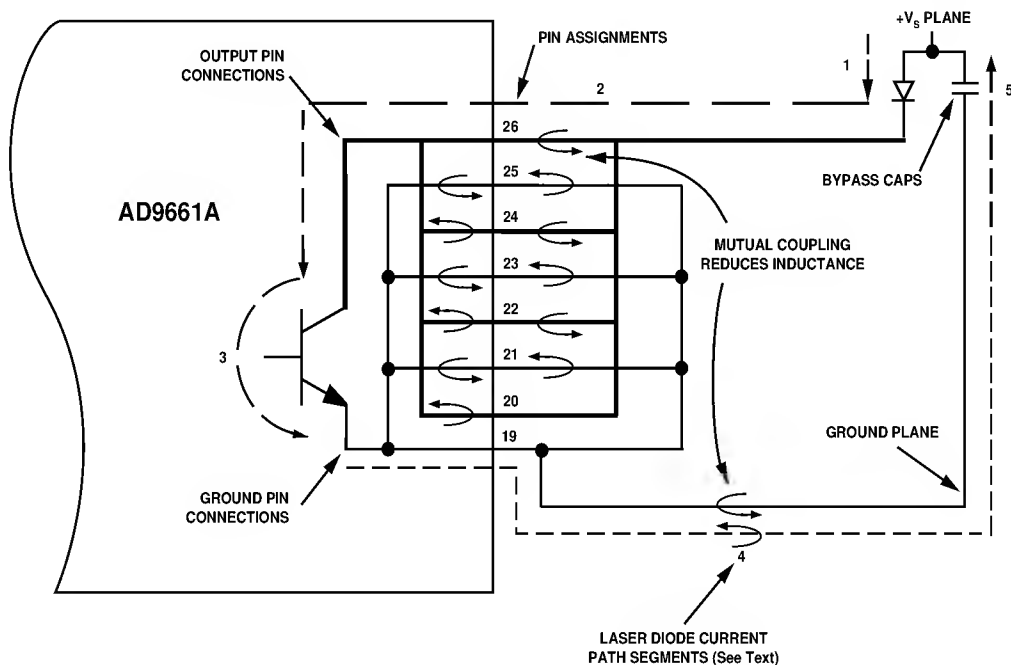 +VS PLANE
PIN ASSIGNMENTS
OUTPUT PIN
CONNECTIONS
1
2
5
26
25
BYPASS CAPS
AD9661A
24
MUTUAL COUPLING
REDUCES INDUCTANCE
23
22
3
21
20
19
GROUND PLANE
GROUND PIN
CONNECTIONS
4
LASER DIODE CURRENT
PATH SEGMENTS (See Text)